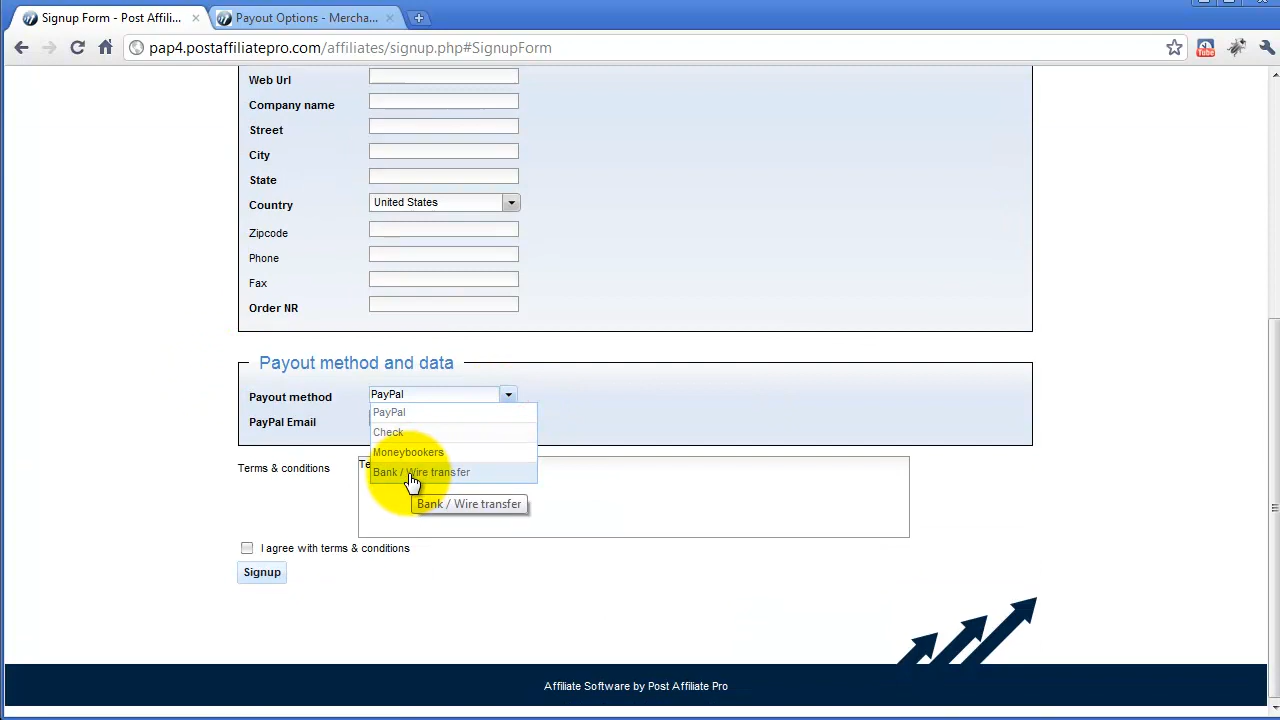 Signup Form - Post Affili...
Payout Options - Mercha...
pap4.postaffiliatepro.com/affiliates/signup.php#SignupForm
Tube
Web Url
Company name
Street
City
State
Country United States
Zipcode
Phone
Fax
Order NR
Payout method and data
Payout method PayPal
PayPal Email
PayPal
Check
Moneybookers
Bank / Wire transfer
Bank / Wire transfer
Terms & conditions Te
I agree with terms & conditions
Signup
Affiliate Software by Post Affiliate Pro